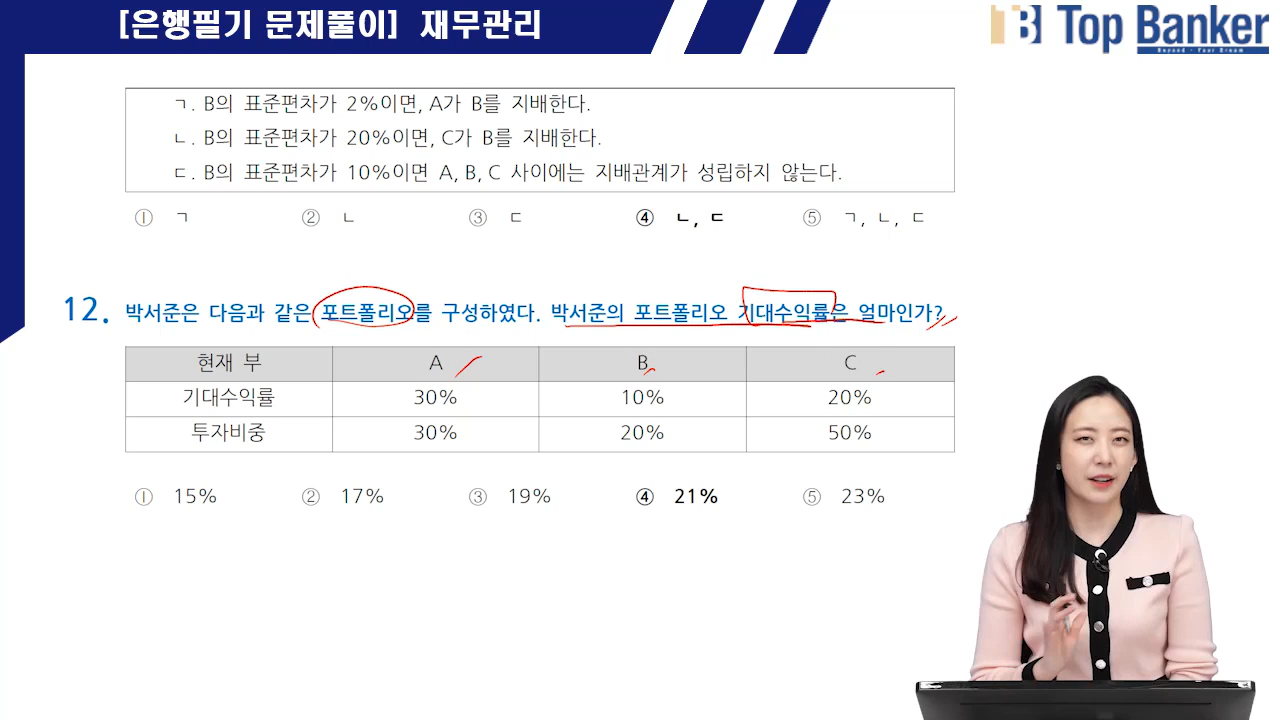 [은행필기 문제풀이] 재무관리
Top Banker
Beyond · Your Dream
ㄱ. B의 표준편차가 2%이면, A가 B를 지배한다.
ㄴ. B의 표준편차가 20%이면, C가 B를 지배한다.
ㄷ. B의 표준편차가 10%이면 A, B, C 사이에는 지배관계가 성립하지 않는다.
① ㄱ ② ㄴ ③ ㄷ ④ ㄴ, ㄷ ⑤ ㄱ, ㄴ, ㄷ
12. 박서준은 다음과 같은 포트폴리오를 구성하였다. 박서준의 포트폴리오 기대수익률은 얼마인가?
현재 부 A B C
기대수익률 30% 10% 20%
투자비중 30% 20% 50%
① 15% ② 17% ③ 19% ④ 21% ⑤ 23%